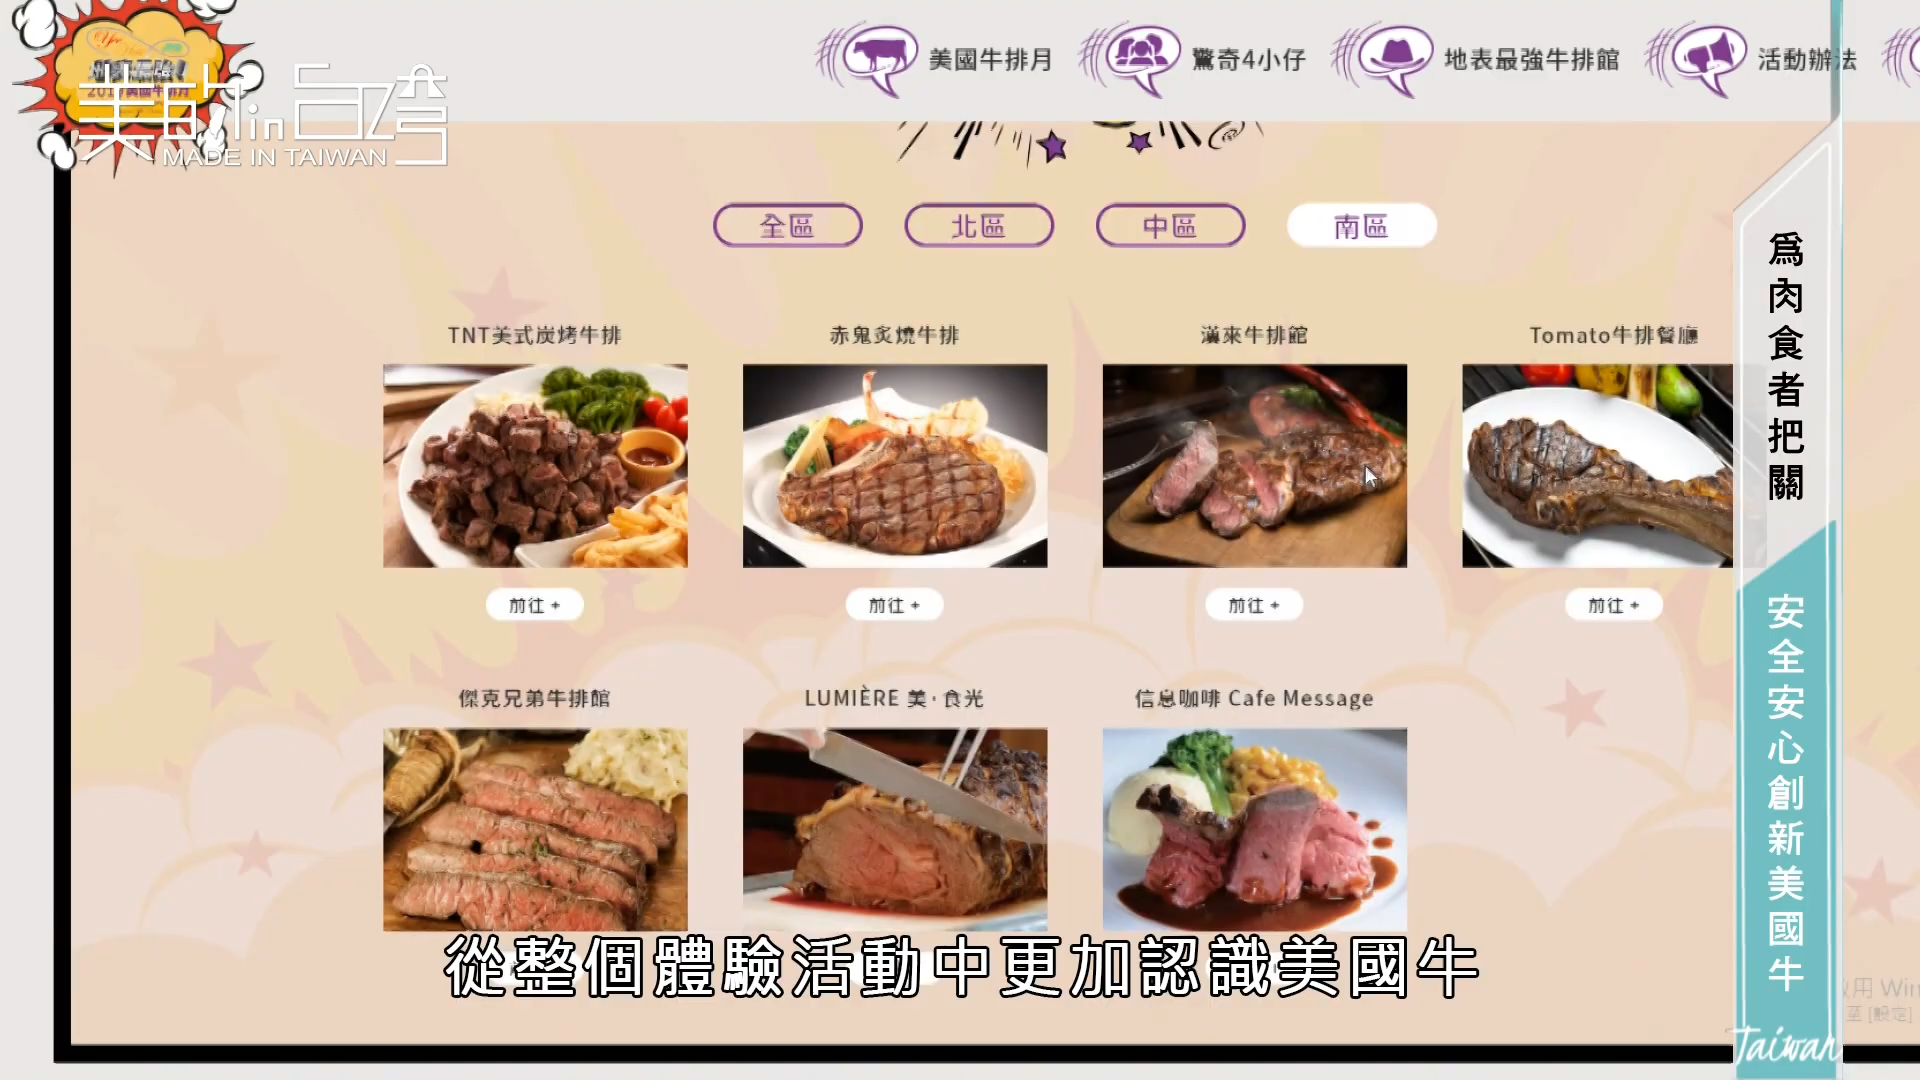 美國牛排月
驚奇4小仔
地表最強牛排館
活動辦法
美的in台灣
MADE IN TAIWAN
全區
北區
中區
南區
TNT美式炭烤牛排
赤鬼炙燒牛排
漢來牛排館
Tomato牛排餐廳
前往 +
前往 +
前往 +
前往 +
傑克兄弟牛排館
LUMIÈRE 美·食光
信息咖啡 Cafe Message
從整個體驗活動中更加認識美國牛
為肉食者把關
安全安心創新美國牛
Taiwan